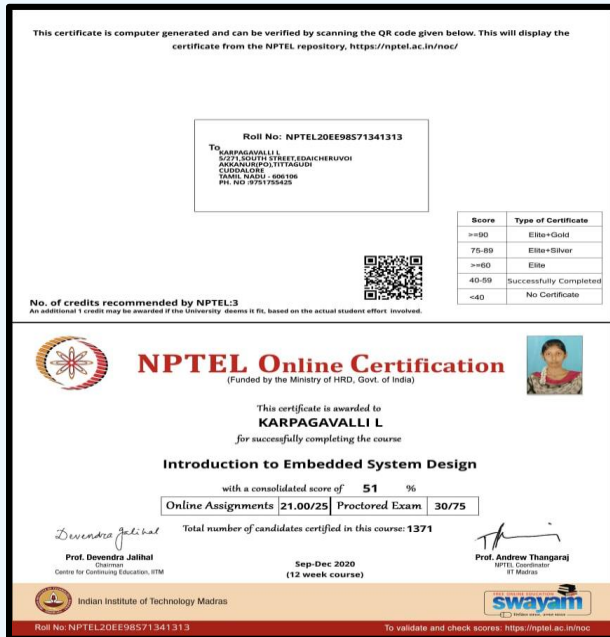 This certificate is computer generated and can be verified by scanning the QR code given below. This will display the
certificate from the NPTEL repository, https://nptel.ac.in/noc/
Roll No: NPTEL20EE98S71341313
To
KARPAGAVALLI L
5/271,SOUTH STREET,EDAICHERUVOI
AKKANUR(PO),TITTAGUDI
CUDDALORE
TAMIL NADU - 606106
PH. NO :9751755425
Score Type of Certificate
>=90 Elite+Gold
75-89 Elite+Silver
>=60 Elite
40-59 Successfully Completed
<40 No Certificate
No. of credits recommended by NPTEL:3
An additional 1 credit may be awarded if the University deems it fit, based on the actual student effort involved.
NPTEL Online Certification
(Funded by the Ministry of HRD, Govt. of India)
This certificate is awarded to
KARPAGAVALLI L
for successfully completing the course
Introduction to Embedded System Design
with a consolidated score of 51 %
Online Assignments 21.00/25 Proctored Exam 30/75
Total number of candidates certified in this course: 1371
Devendra Jalihal
Prof. Devendra Jalihal
Chairman
Centre for Continuing Education, IITM
Sep-Dec 2020
(12 week course)
Prof. Andrew Thangaraj
NPTEL Coordinator
IIT Madras
Indian Institute of Technology Madras
FREE ONLINE EDUCATION
swayam
Roll No: NPTEL20EE98S71341313
To validate and check scores: https://nptel.ac.in/noc